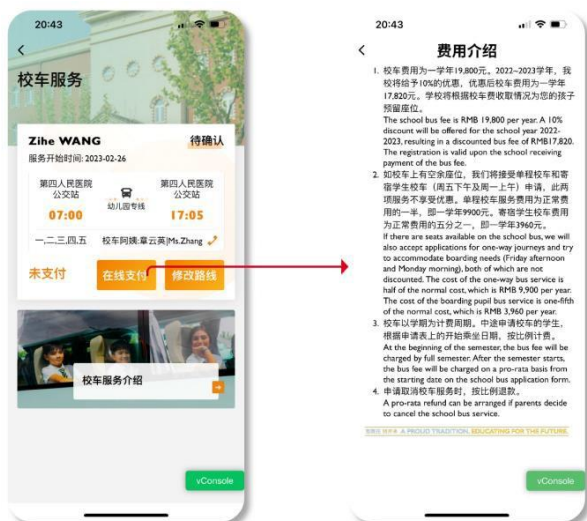 20:43
校车服务
Zihe WANG
待确认
服务开始时间: 2023-02-26
第四人民医院
公交站
07:00
幼儿园专线
第四人民医院
公交站
17:05
一,二,三,四,五
校车阿姨:章云英|Ms.Zhang
未支付
在线支付
修改路线
校车服务介绍
vConsole
20:43
费用介绍
1. 校车费用为一学年19,800元。2022–2023学年，我
校将给予10%的优惠，优惠后校车费用为一学年
17,820元。学校将根据校车费收取情况为您的孩子
预留座位。
The school bus fee is RMB 19,800 per year. A 10%
discount will be offered for the school year 2022-
2023, resulting in a discounted bus fee of RMB17,820.
The registration is valid upon the school receiving
payment of the bus fee.
2. 如校车上有空余座位，我们将接受单程校车和寄
宿学生校车（周五下午及周一上午）申请，此两
项服务不享受优惠。单程校车服务费用为正常费
用的一半，即一学年9900元。寄宿学生校车费用
为正常费用的五分之一，即一学年3960元。
If there are seats available on the school bus, we will
also accept applications for one-way journeys and try
to accommodate boarding needs (Friday afternoon
and Monday morning), both of which are not
discounted. The cost of the one-way bus service is
half of the normal cost, which is RMB 9,900 per year.
The cost of the boarding pupil bus service is one-fifth
of the normal cost, which is RMB 3,960 per year.
3. 校车以学期为计费周期。中途申请校车的学生，
根据申请表上的开始乘坐日期，按比例计费。
At the beginning of the semester, the bus fee will be
charged by full semester. After the semester starts,
the bus fee will be charged on a pro-rata basis from
the starting date on the school bus application form.
4. 申请取消校车服务时，按比例退款。
A pro-rata refund can be arranged if parents decide
to cancel the school bus service.
A PROUD TRADITION. EDUCATING FOR THE FUTURE.
vConsole